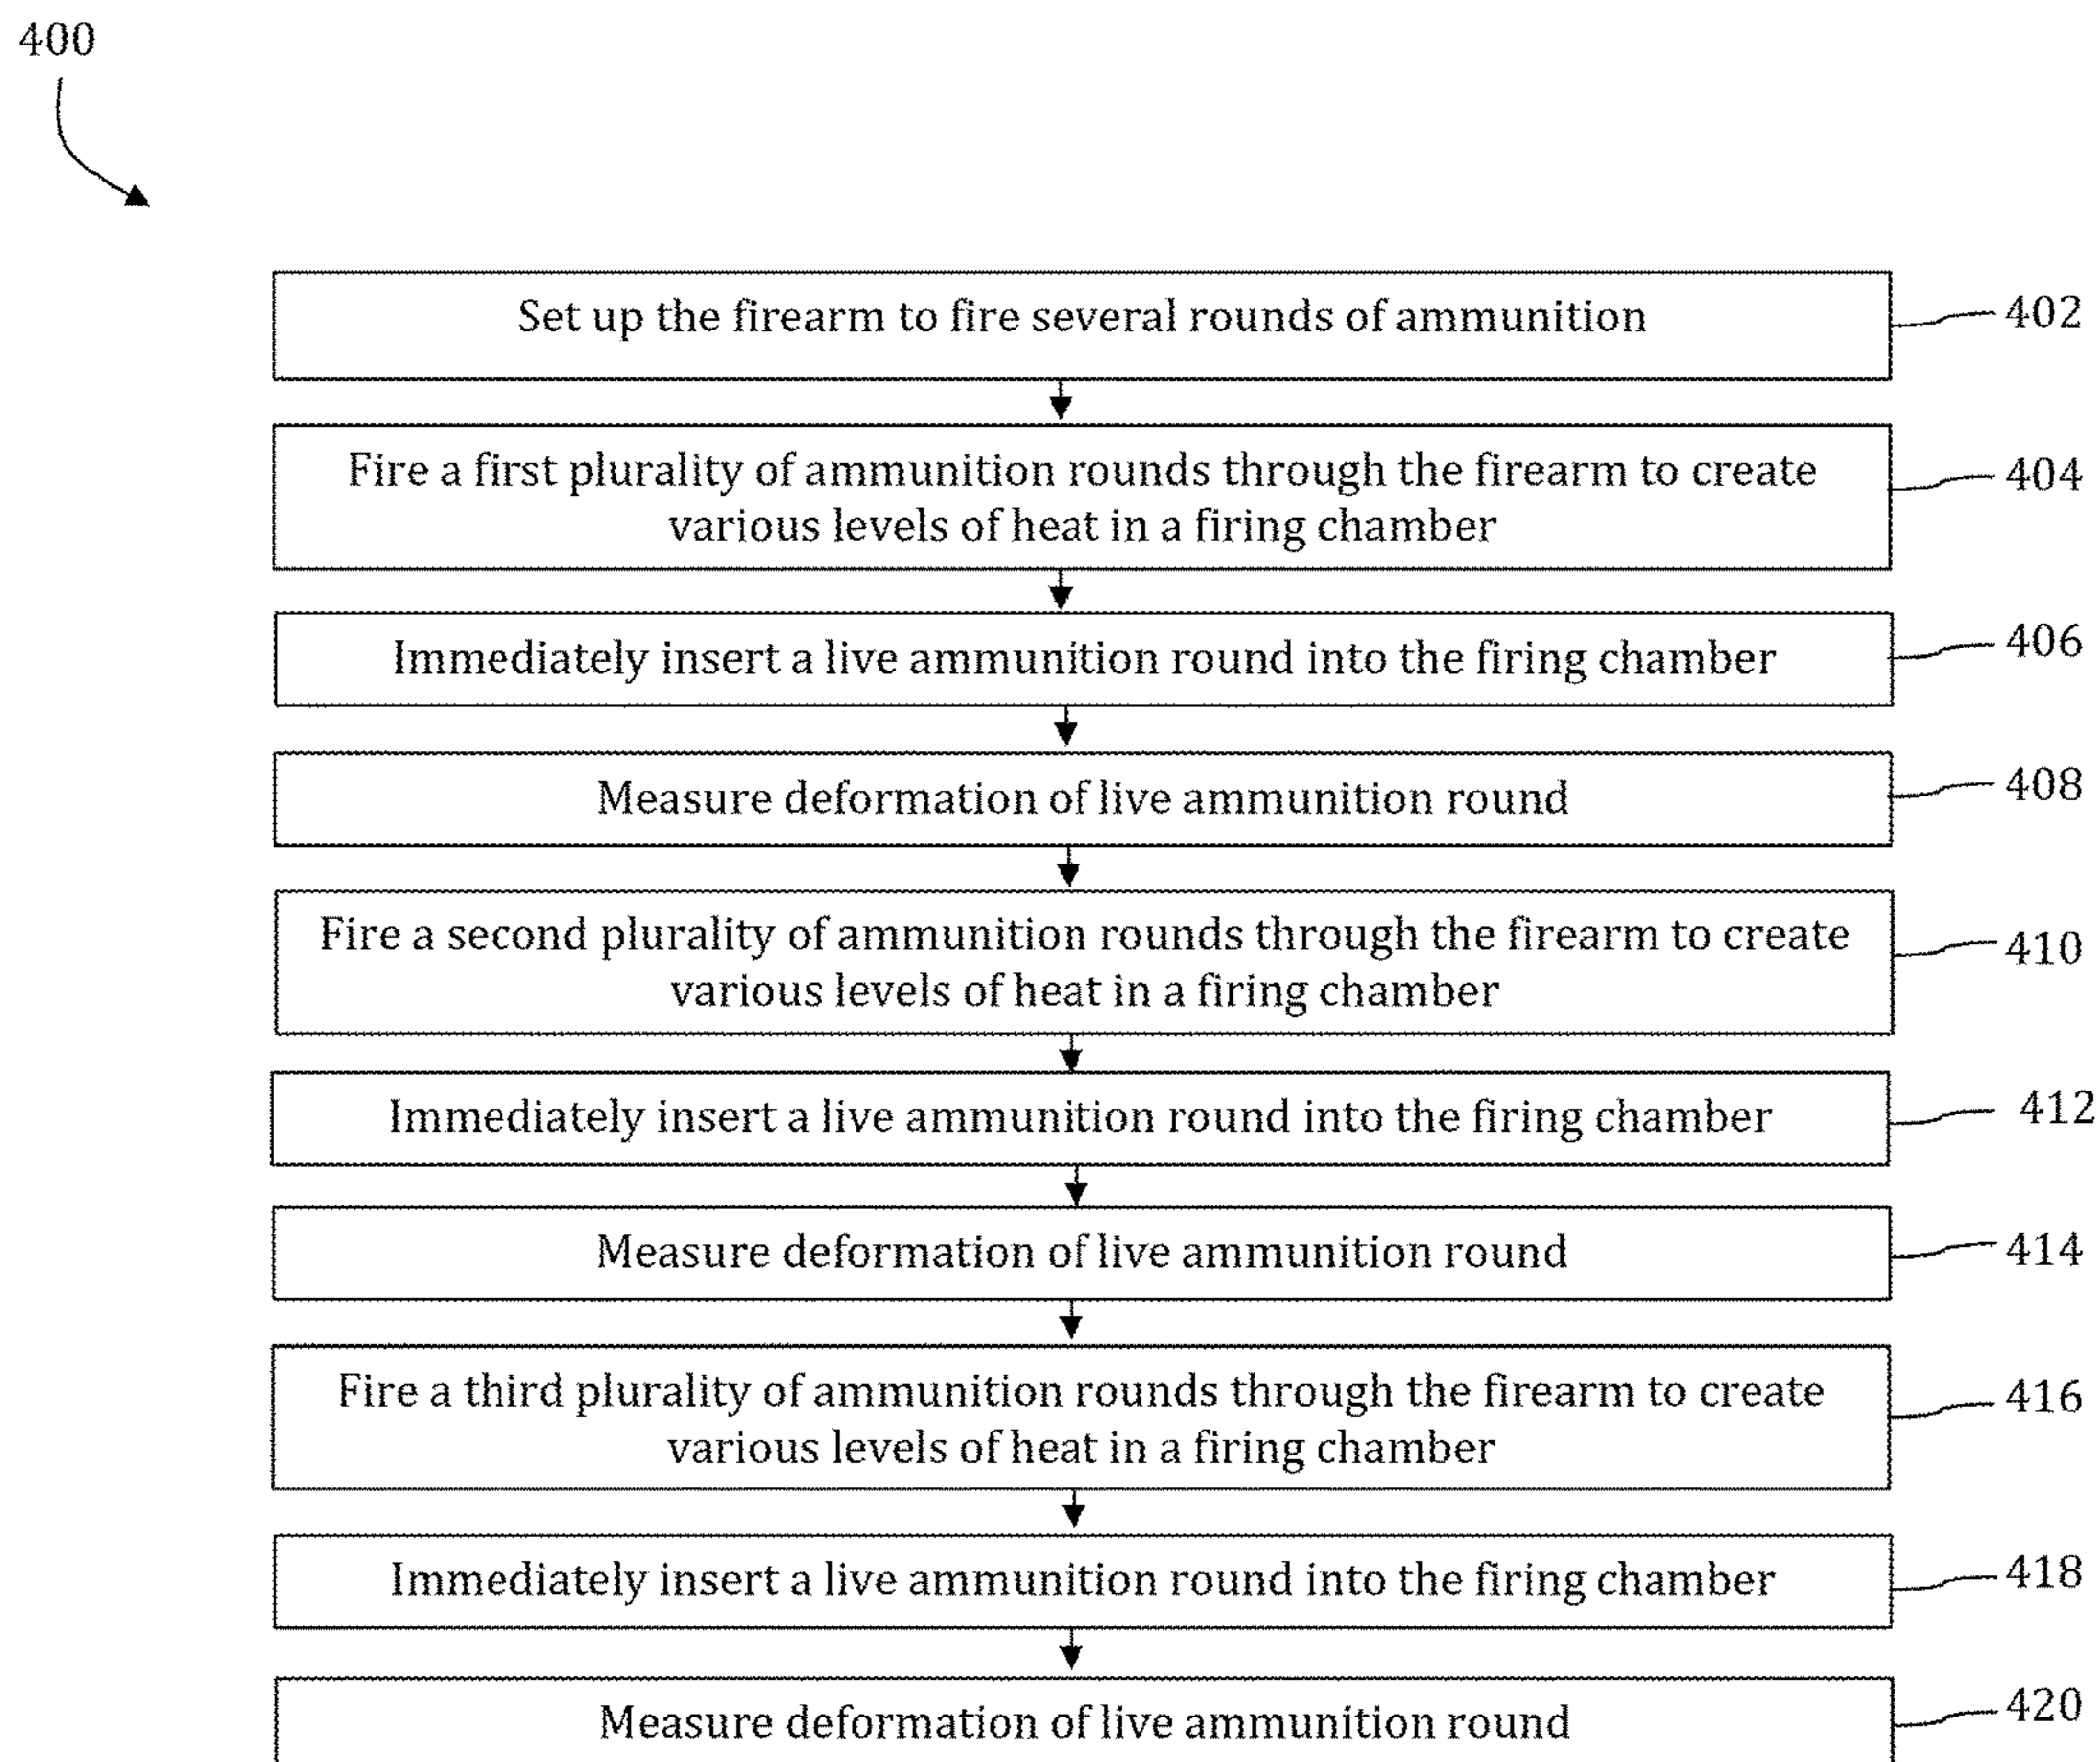 400
Set up the firearm to fire several rounds of ammunition
402
Fire a first plurality of ammunition rounds through the firearm to create
various levels of heat in a firing chamber
404
Immediately insert a live ammunition round into the firing chamber
406
Measure deformation of live ammunition round
408
Fire a second plurality of ammunition rounds through the firearm to create
various levels of heat in a firing chamber
410
Immediately insert a live ammunition round into the firing chamber
412
Measure deformation of live ammunition round
414
Fire a third plurality of ammunition rounds through the firearm to create
various levels of heat in a firing chamber
416
Immediately insert a live ammunition round into the firing chamber
418
Measure deformation of live ammunition round
420